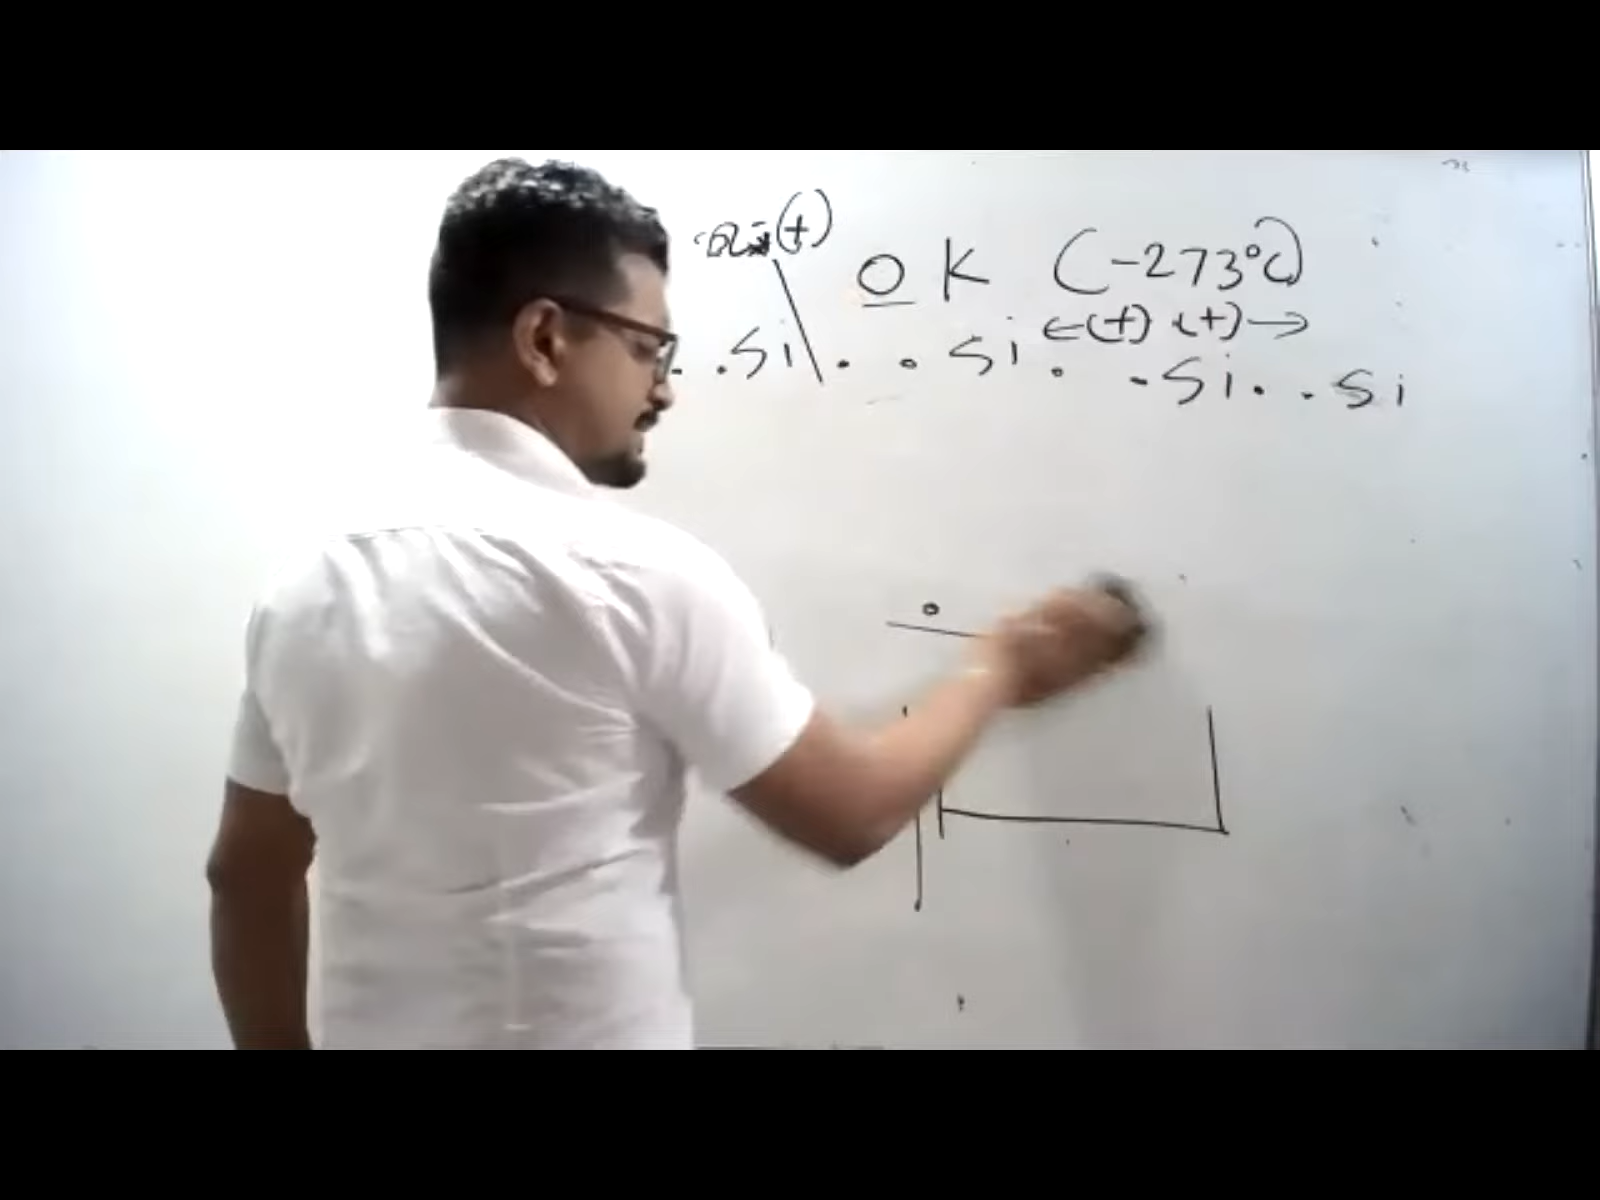 (+)
0 K (-273°C)
←(+) (+)→
. .Si . . Si . . Si . . Si